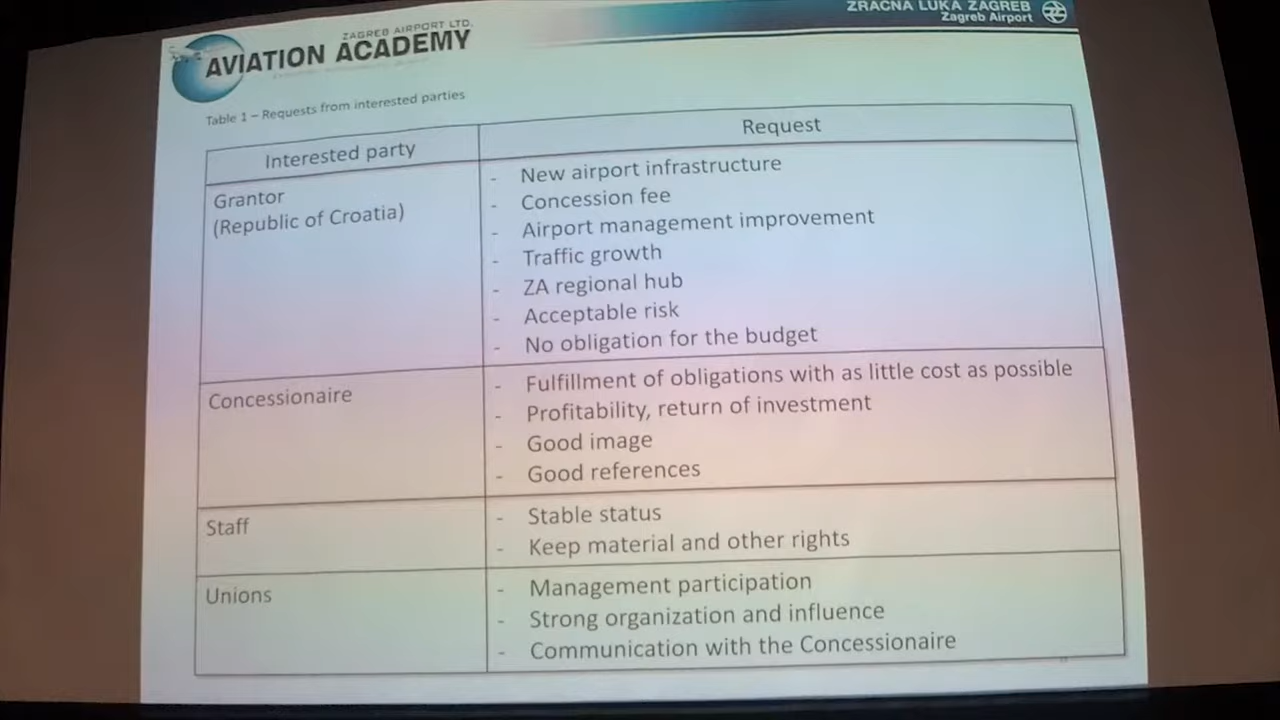 ZAGREB AIRPORT LTD.
AVIATION ACADEMY
ZRAČNA LUKA ZAGREB
Zagreb Airport
Table 1 – Requests from interested parties
Interested party
Request
Grantor
(Republic of Croatia)
- New airport infrastructure
- Concession fee
- Airport management improvement
- Traffic growth
- ZA regional hub
- Acceptable risk
- No obligation for the budget
Concessionaire
- Fulfillment of obligations with as little cost as possible
- Profitability, return of investment
- Good image
- Good references
Staff
- Stable status
- Keep material and other rights
Unions
- Management participation
- Strong organization and influence
- Communication with the Concessionaire